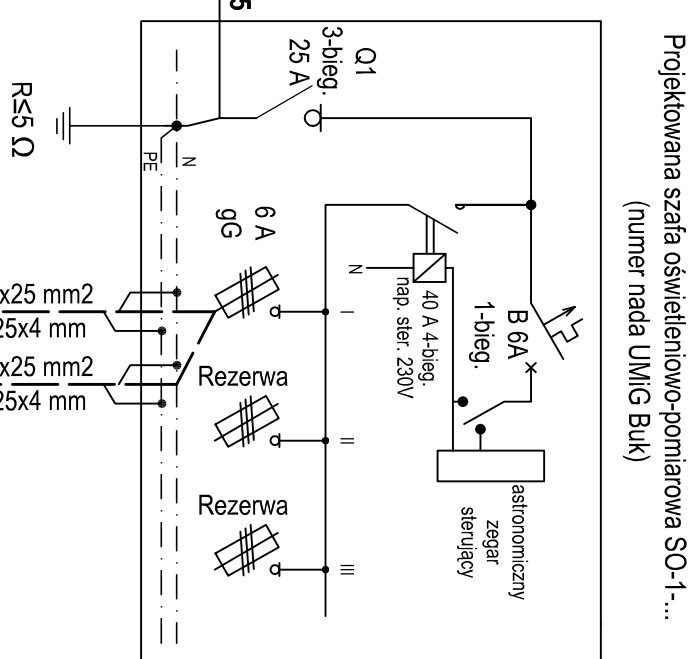 Projektowana szafa oświetleniowo-pomiarowa SO-1-...
(numer nada UMiG Buk)
5
Q1
3-bieg.
25 A
R≤5 Ω
PE
N
6 A
gG
N
40 A 4-bieg.
nap. ster. 230V
B 6A
1-bieg.
astronomiczny
zegar
sterujący
I
II
III
Rezerwa
Rezerwa
x25 mm2
25x4 mm
x25 mm2
25x4 mm